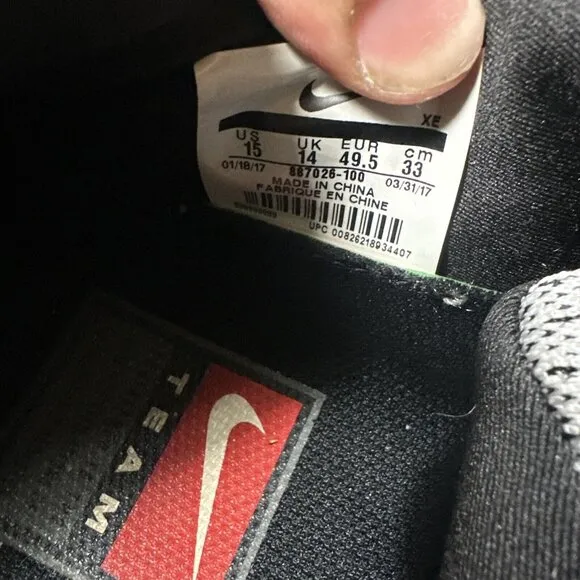 XE
US UK EUR cm
15 14 49.5 33
01/18/17 887026-100 03/31/17
MADE IN CHINA
FABRIQUE EN CHINE
UPC 00826218934407
TEAM